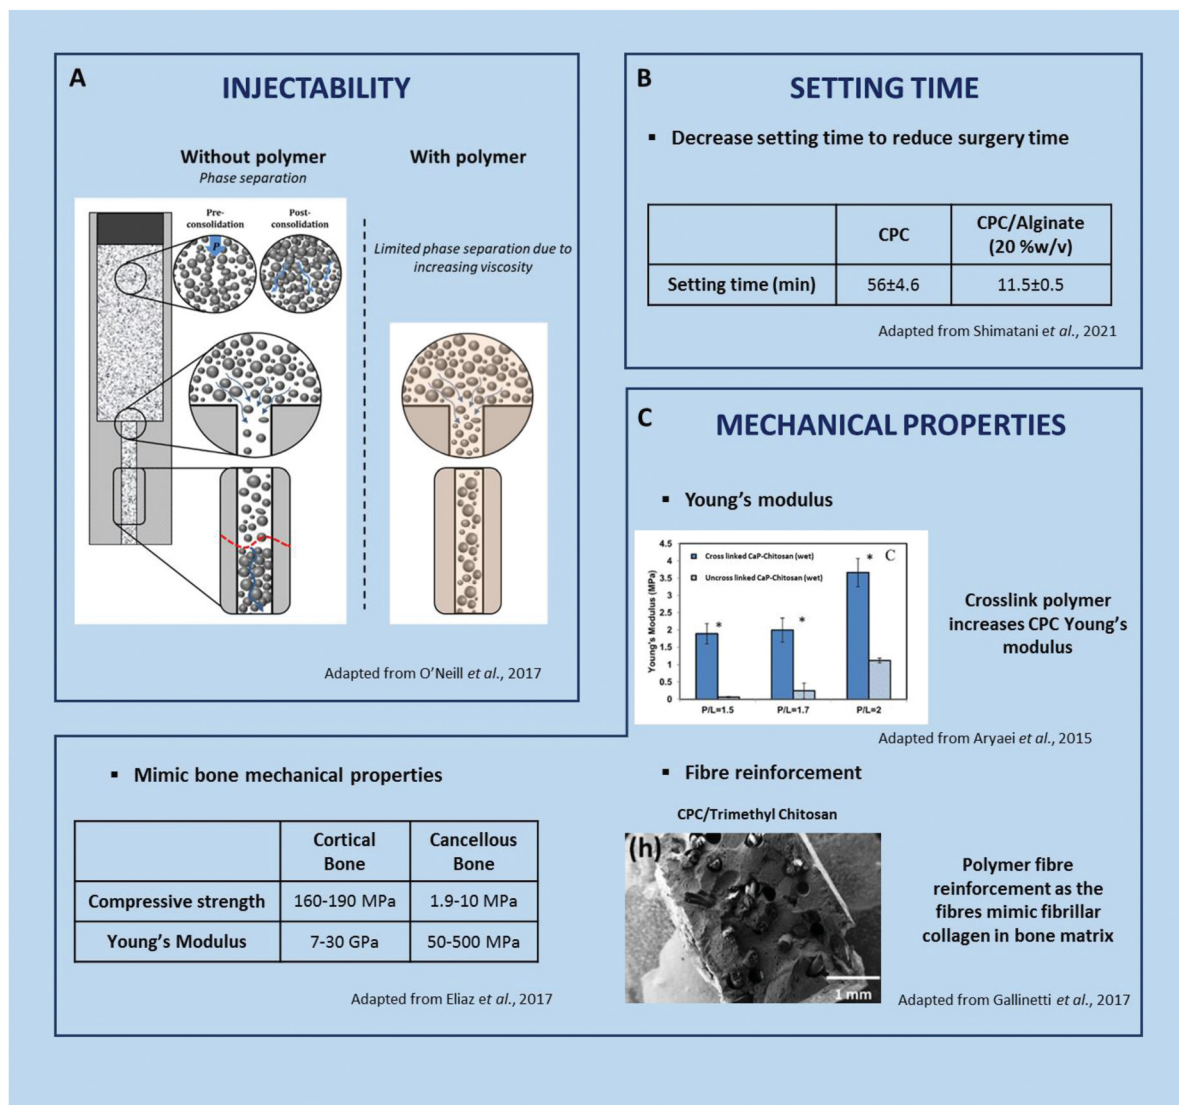 A
INJECTABILITY
Without polymer
Phase separation
With polymer
Pre-
consolidation
Post-
consolidation
P
Limited phase separation due to
increasing viscosity
Adapted from O'Neill et al., 2017
B
SETTING TIME
▪ Decrease setting time to reduce surgery time
CPC
CPC/Alginate
(20 %w/v)
Setting time (min)
56±4.6
11.5±0.5
Adapted from Shimatani et al., 2021
C
MECHANICAL PROPERTIES
▪ Young's modulus
Young's Modulus (MPa)
4.5
4
3.5
3
2.5
2
1.5
1
0.5
0
Cross linked CaP-Chitosan (wet)
Uncross linked CaP-Chitosan (wet)
* C
*
*
P/L=1.5
P/L=1.7
P/L=2
Crosslink polymer
increases CPC Young's
modulus
Adapted from Aryaei et al., 2015
▪ Mimic bone mechanical properties
Cortical
Bone
Cancellous
Bone
Compressive strength
160-190 MPa
1.9-10 MPa
Young's Modulus
7-30 GPa
50-500 MPa
Adapted from Eliaz et al., 2017
▪ Fibre reinforcement
CPC/Trimethyl Chitosan
(h)
1 mm
Polymer fibre
reinforcement as the
fibres mimic fibrillar
collagen in bone matrix
Adapted from Gallinetti et al., 2017